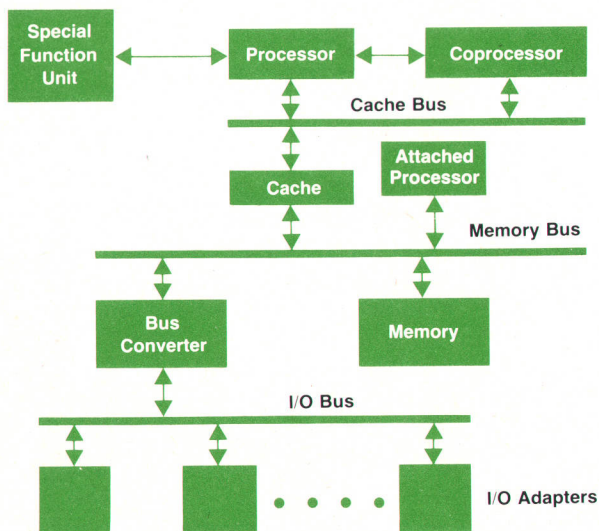 Special
Function
Unit
Processor
Coprocessor
Cache Bus
Cache
Attached
Processor
Memory Bus
Bus
Converter
Memory
I/O Bus
I/O Adapters